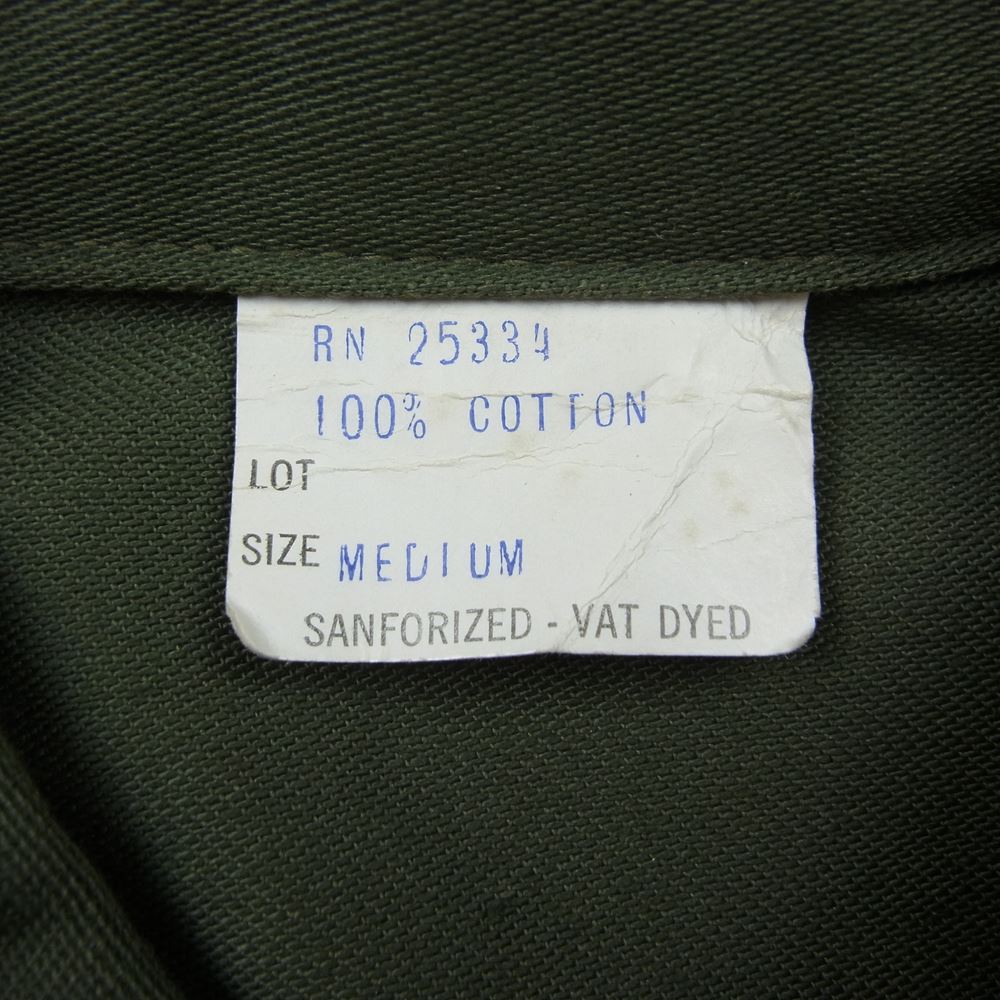 RN 25334
100% COTTON
LOT
SIZE MEDIUM
SANFORIZED - VAT DYED